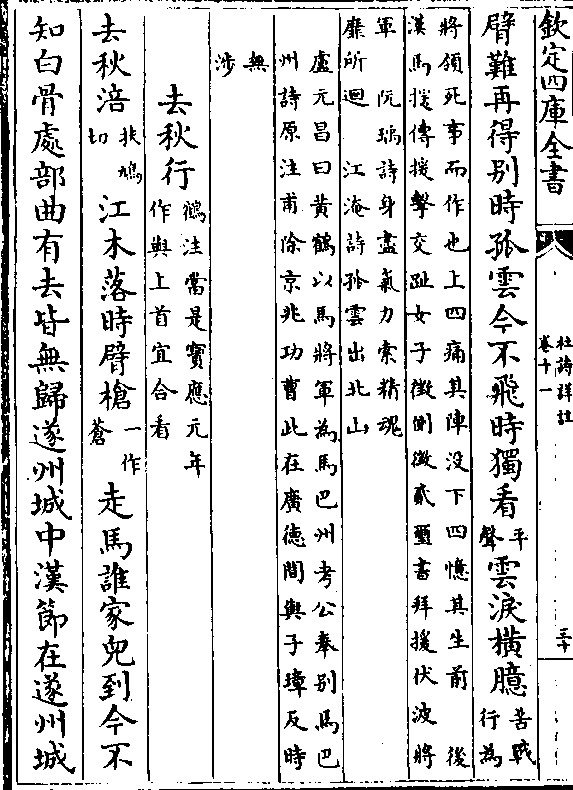 欽定四庫全書
杜詩詳註
卷十一
三十
臂難再得别時孤雲今不飛時獨看平聲雲淚橫臆苦戰行為
將領死事而作也上四痛其陣没下四憶其生前 後
漢馬援傳援擊交趾女子徴側徴貳璽書拜援伏波將
軍 阮瑀詩身盡氣力索精魂
靡所迴 江淹詩孤雲出北山
盧元昌曰黄鶴以馬將軍為馬巴州考公奉别馬巴
州詩原注甫除京兆功曹此在廣德間與子璋反時
無
涉
去秋行鶴注當是寶應元年作與上首宜合看
去秋涪扶鳩切江木落時臂槍一作蒼走馬誰家兒到今不
知白骨處部曲有去皆無歸遂州城中漢節在遂州城